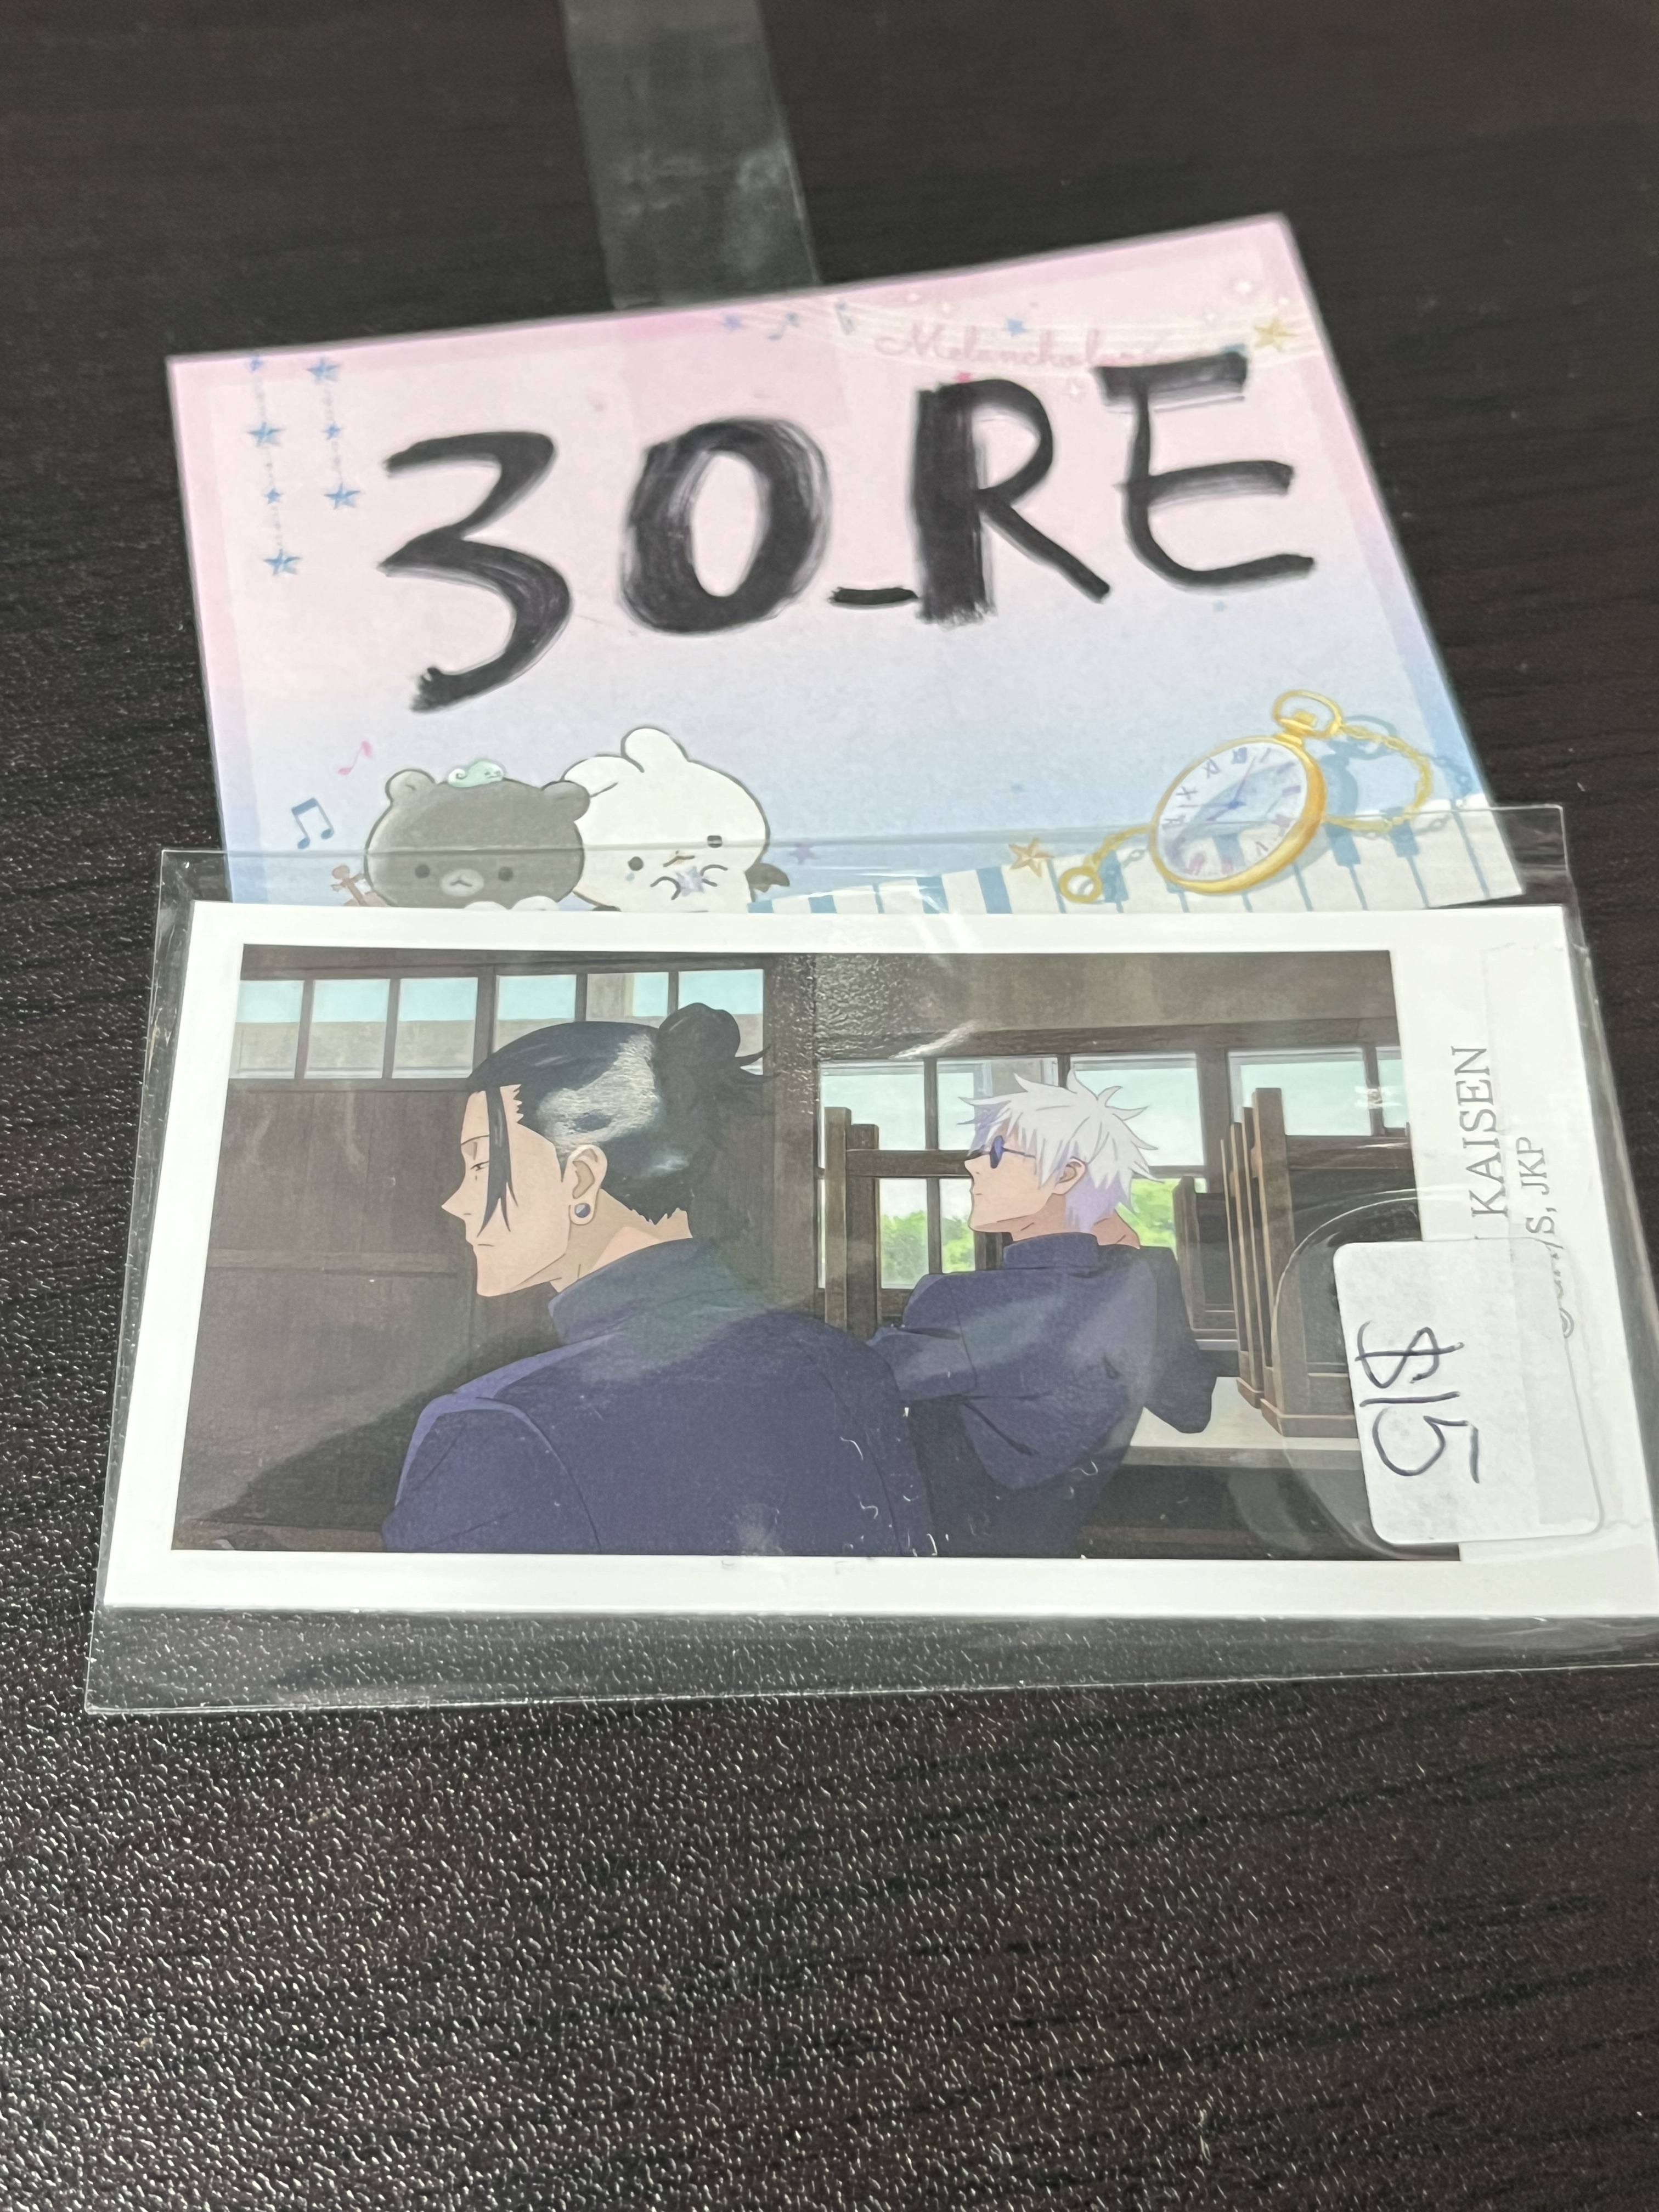 30_RE
KAISEN
S, JKP
$15